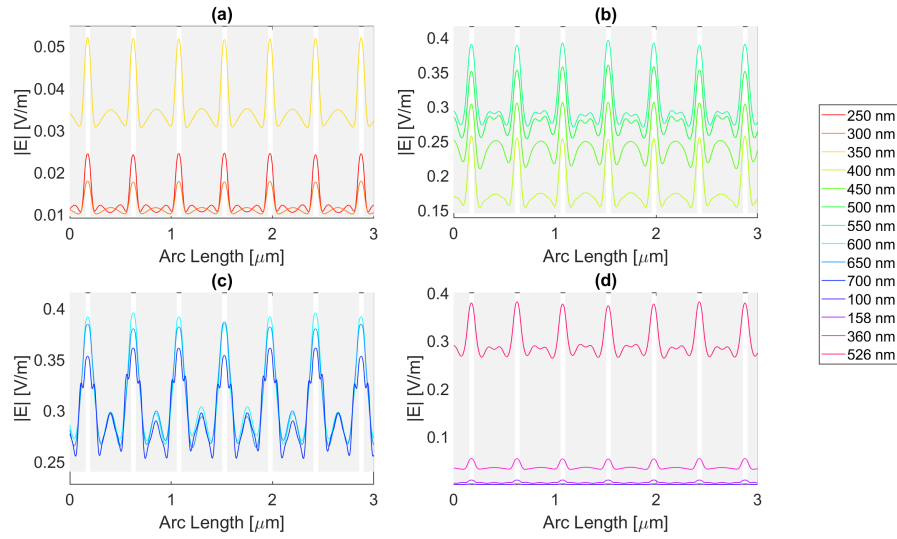 (a)
(b)
0.05
0.04
0.03
0.02
0.01
|E| [V/m]
0
1
2
3
Arc Length [μm]
0.4
0.35
0.3
0.25
0.2
0.15
|E| [V/m]
0
1
2
3
Arc Length [μm]
(c)
(d)
0.4
0.35
0.3
0.25
|E| [V/m]
0
1
2
3
Arc Length [μm]
0.4
0.3
0.2
0.1
|E| [V/m]
0
1
2
3
Arc Length [μm]
250 nm
300 nm
350 nm
400 nm
450 nm
500 nm
550 nm
600 nm
650 nm
700 nm
100 nm
158 nm
360 nm
526 nm